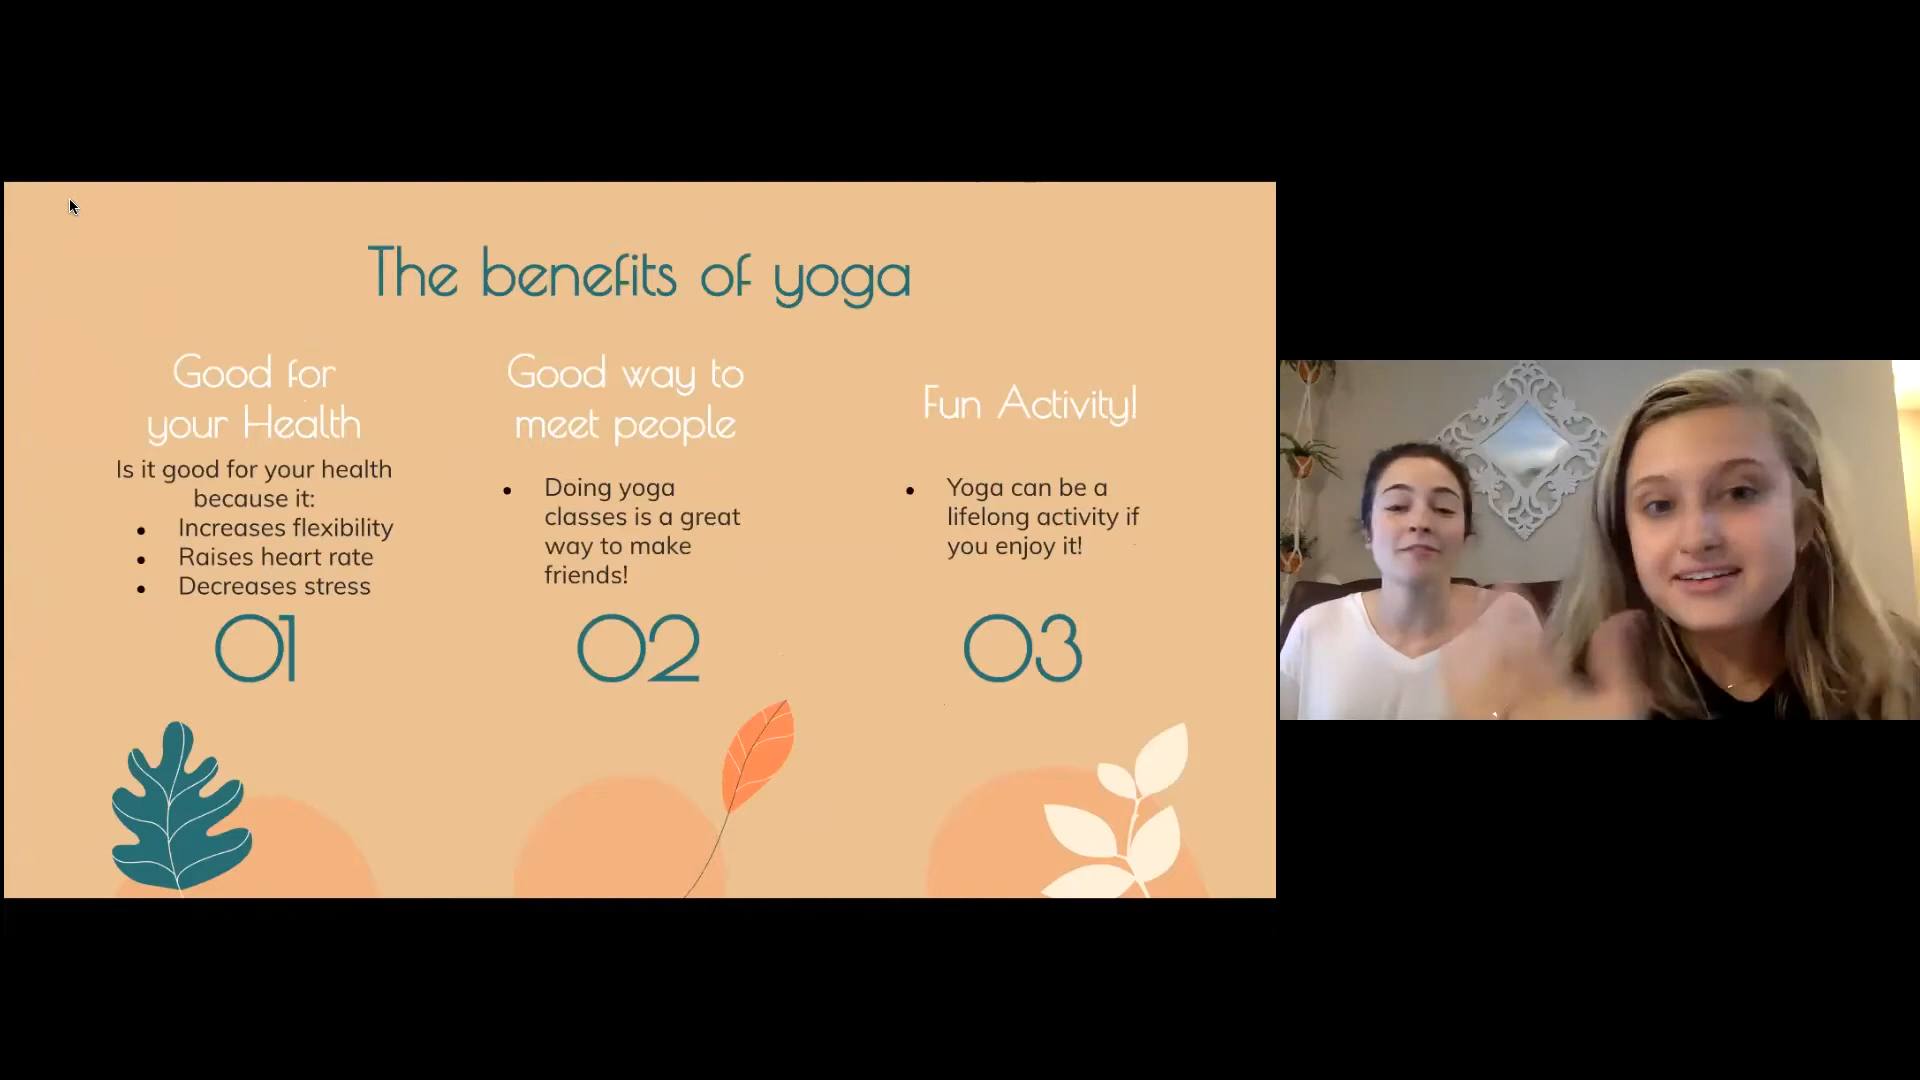 The benefits of yoga
Good for
your Health
Is it good for your health
because it:
• Increases flexibility
• Raises heart rate
• Decreases stress
01
Good way to
meet people
• Doing yoga
classes is a great
way to make
friends!
02
Fun Activity!
• Yoga can be a
lifelong activity if
you enjoy it!
03